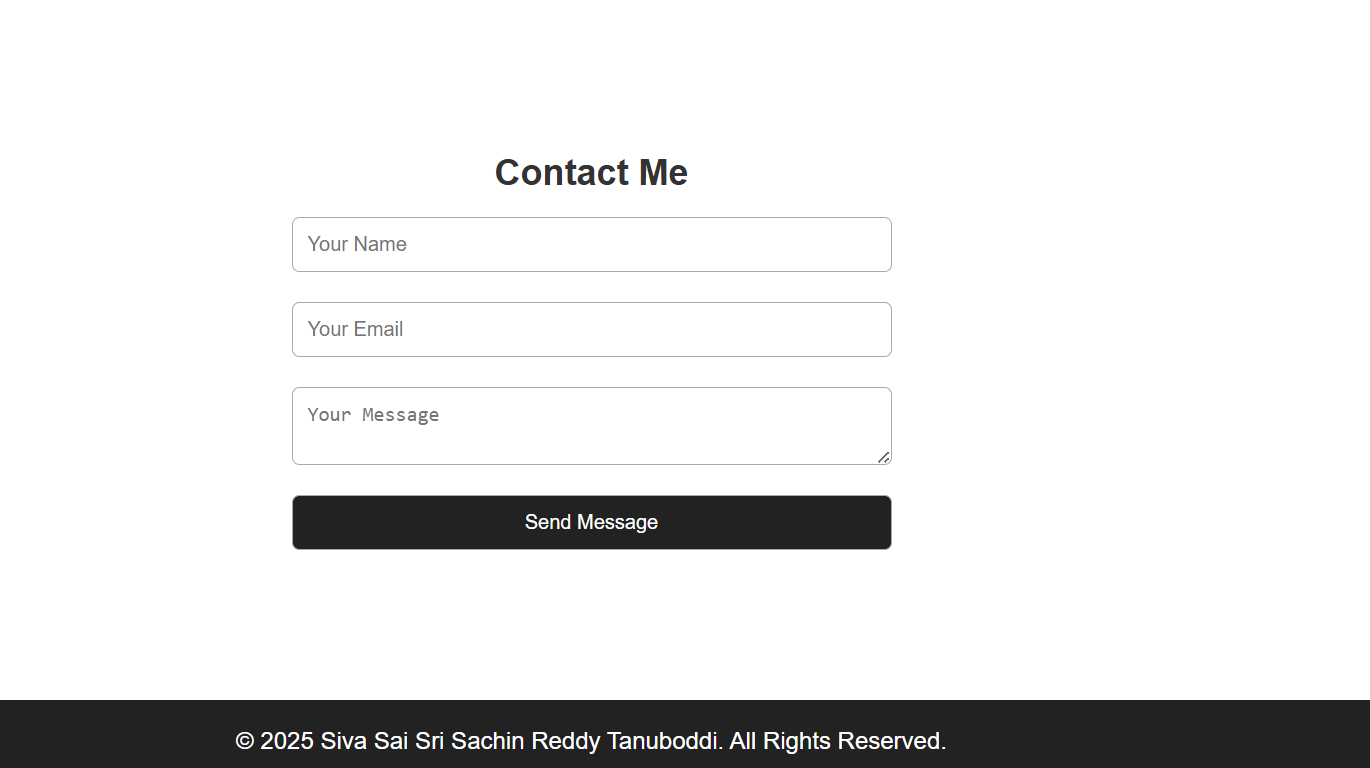 Contact Me
Your Name
Your Email
Your Message
Send Message
© 2025 Siva Sai Sri Sachin Reddy Tanuboddi. All Rights Reserved.